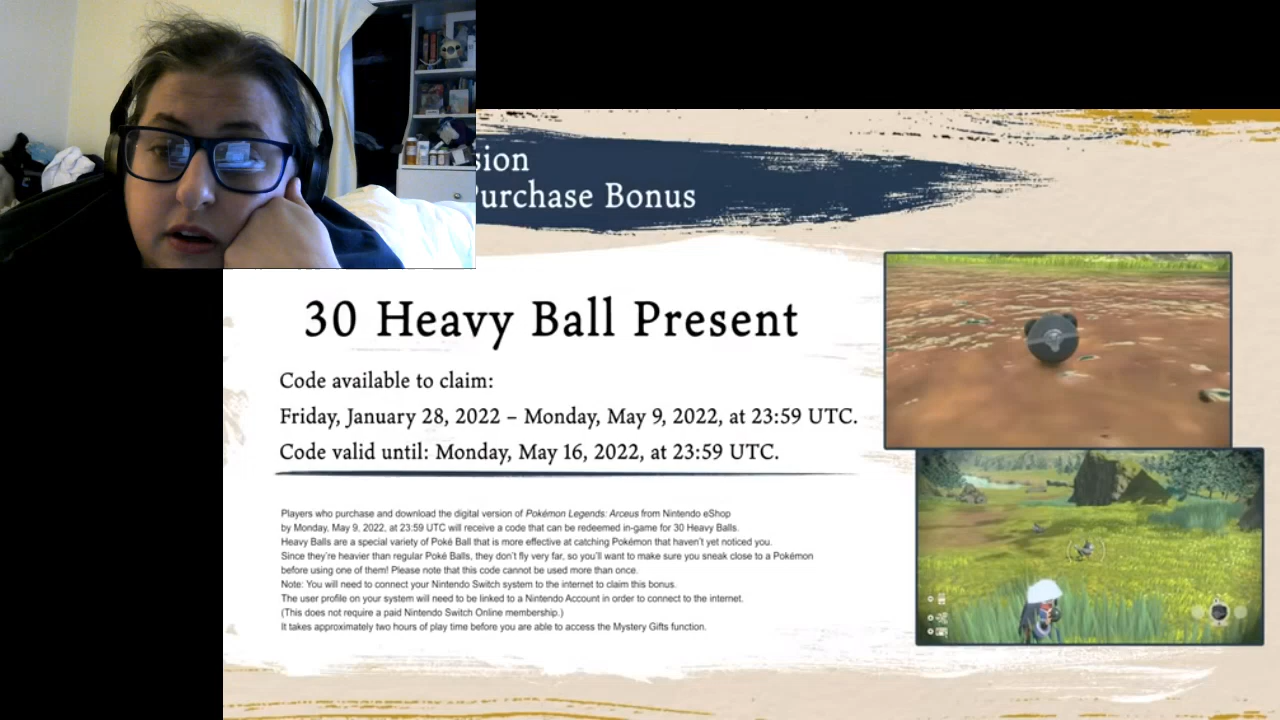 sion
Purchase Bonus
30 Heavy Ball Present
Code available to claim:
Friday, January 28, 2022 – Monday, May 9, 2022, at 23:59 UTC.
Code valid until: Monday, May 16, 2022, at 23:59 UTC.
Players who purchase and download the digital version of Pokémon Legends: Arceus from Nintendo eShop
by Monday, May 9, 2022, at 23:59 UTC will receive a code that can be redeemed in-game for 30 Heavy Balls.
Heavy Balls are a special variety of Poké Ball that is more effective at catching Pokémon that haven't yet noticed you.
Since they're heavier than regular Poké Balls, they don't fly very far, so you'll want to make sure you sneak close to a Pokémon
before using one of them! Please note that this code cannot be used more than once.
Note: You will need to connect your Nintendo Switch system to the internet to claim this bonus.
The user profile on your system will need to be linked to a Nintendo Account in order to connect to the internet.
(This does not require a paid Nintendo Switch Online membership.)
It takes approximately two hours of play time before you are able to access the Mystery Gifts function.